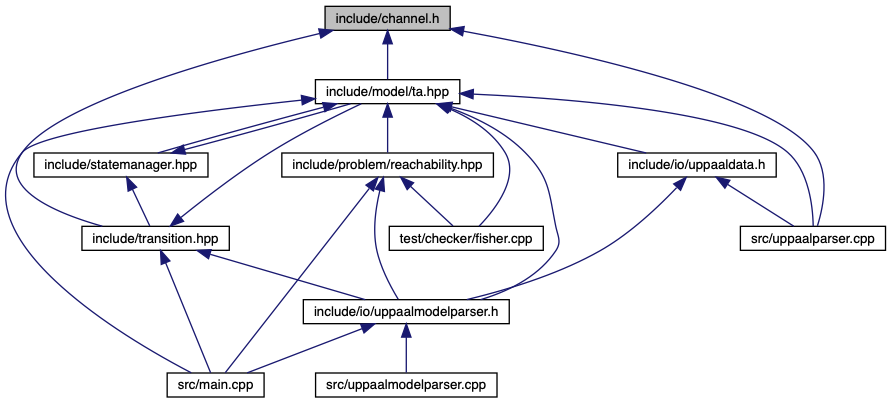 include/channel.h
include/model/ta.hpp
include/statemanager.hpp
include/problem/reachability.hpp
include/io/uppaaldata.h
include/transition.hpp
test/checker/fisher.cpp
src/uppaalparser.cpp
include/io/uppaalmodelparser.h
src/main.cpp
src/uppaalmodelparser.cpp